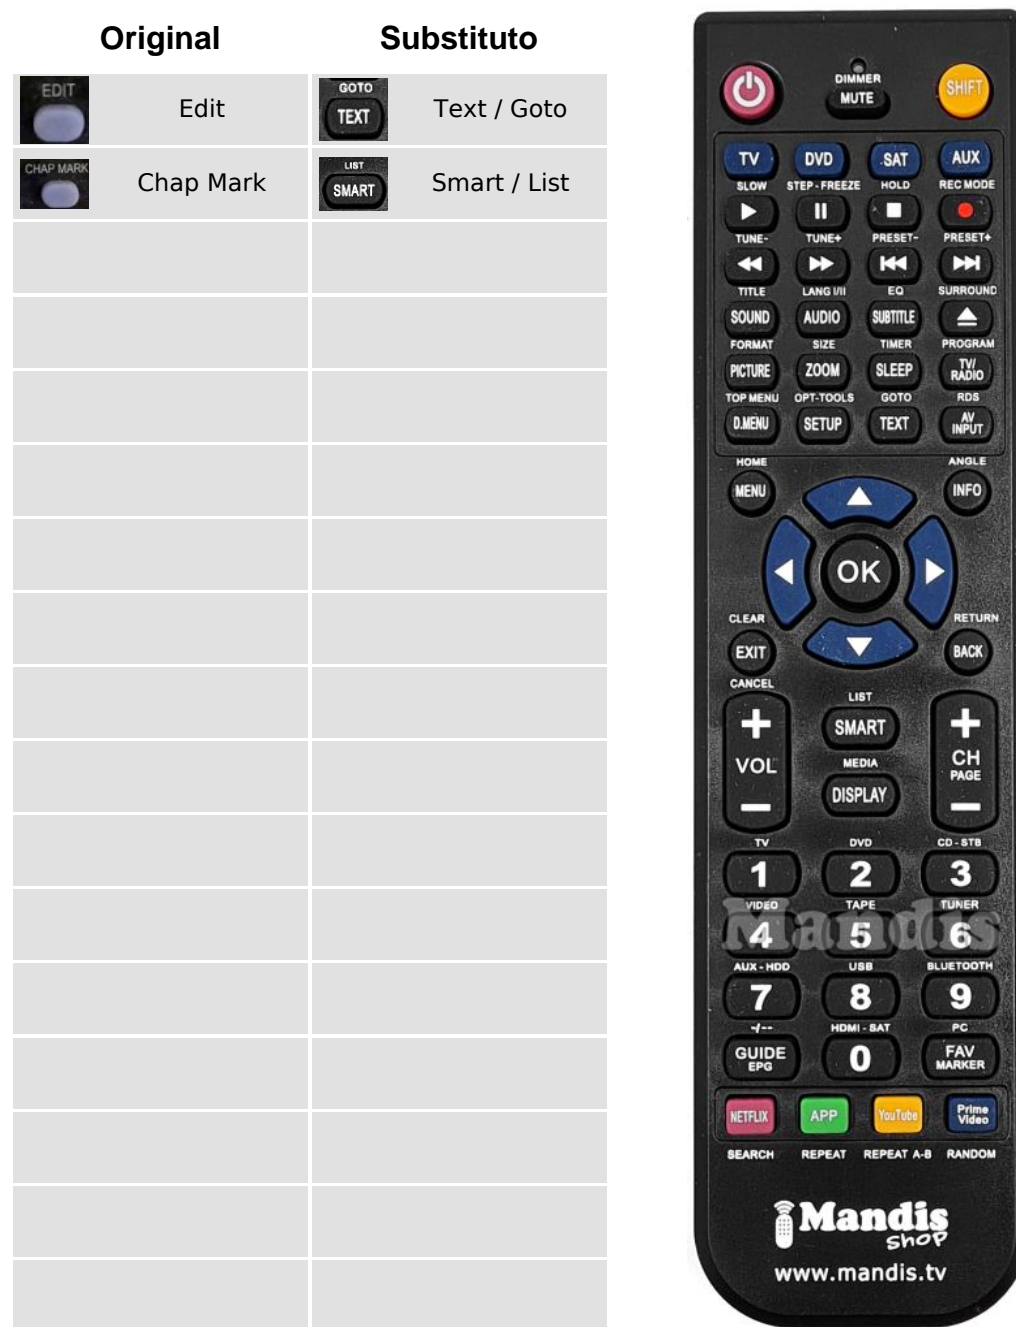 Original Substituto
EDIT Edit GOTO TEXT Text / Goto
CHAP MARK Chap Mark LIST SMART Smart / List
DIMMER
MUTE SHIFT
TV DVD SAT AUX
SLOW STEP-FREEZE HOLD REC MODE
TUNE- TUNE+ PRESET- PRESET+
TITLE LANG I/II EQ SURROUND
SOUND AUDIO SUBTITLE
FORMAT SIZE TIMER PROGRAM
PICTURE ZOOM SLEEP TV/RADIO
TOP MENU OPT-TOOLS GOTO RDS
D.MENU SETUP TEXT AV INPUT
HOME ANGLE
MENU INFO
OK
CLEAR RETURN
EXIT BACK
CANCEL
LIST
+ SMART +
VOL MEDIA CH PAGE
- DISPLAY -
TV DVD CD-STB
1 2 3
VIDEO TAPE TUNER
Mandis
4 5 6
AUX-HDD USB BLUETOOTH
7 8 9
-/-- HDMI-SAT PC
GUIDE EPG 0 FAV MARKER
NETFLIX APP YouTube Prime Video
SEARCH REPEAT REPEAT A-B RANDOM
Mandis
Shop
www.mandis.tv